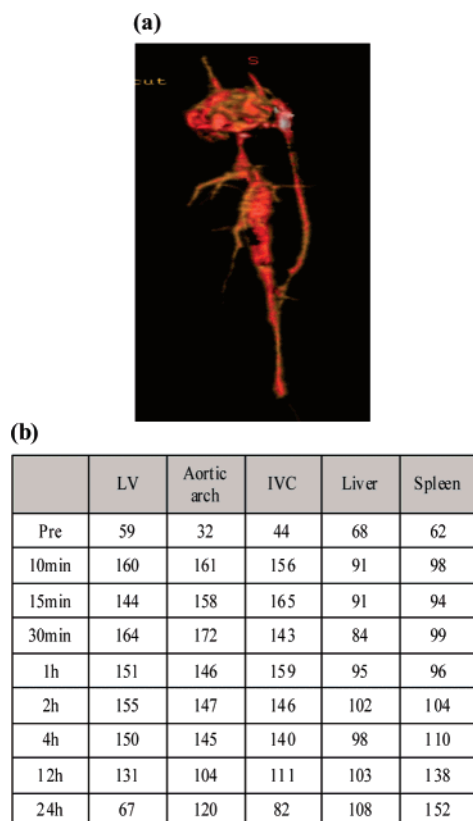 (a)
S
cut
(b)
LV Aortic arch IVC Liver Spleen
Pre 59 32 44 68 62
10min 160 161 156 91 98
15min 144 158 165 91 94
30min 164 172 143 84 99
1h 151 146 159 95 96
2h 155 147 146 102 104
4h 150 145 140 98 110
12h 131 104 111 103 138
24h 67 120 82 108 152